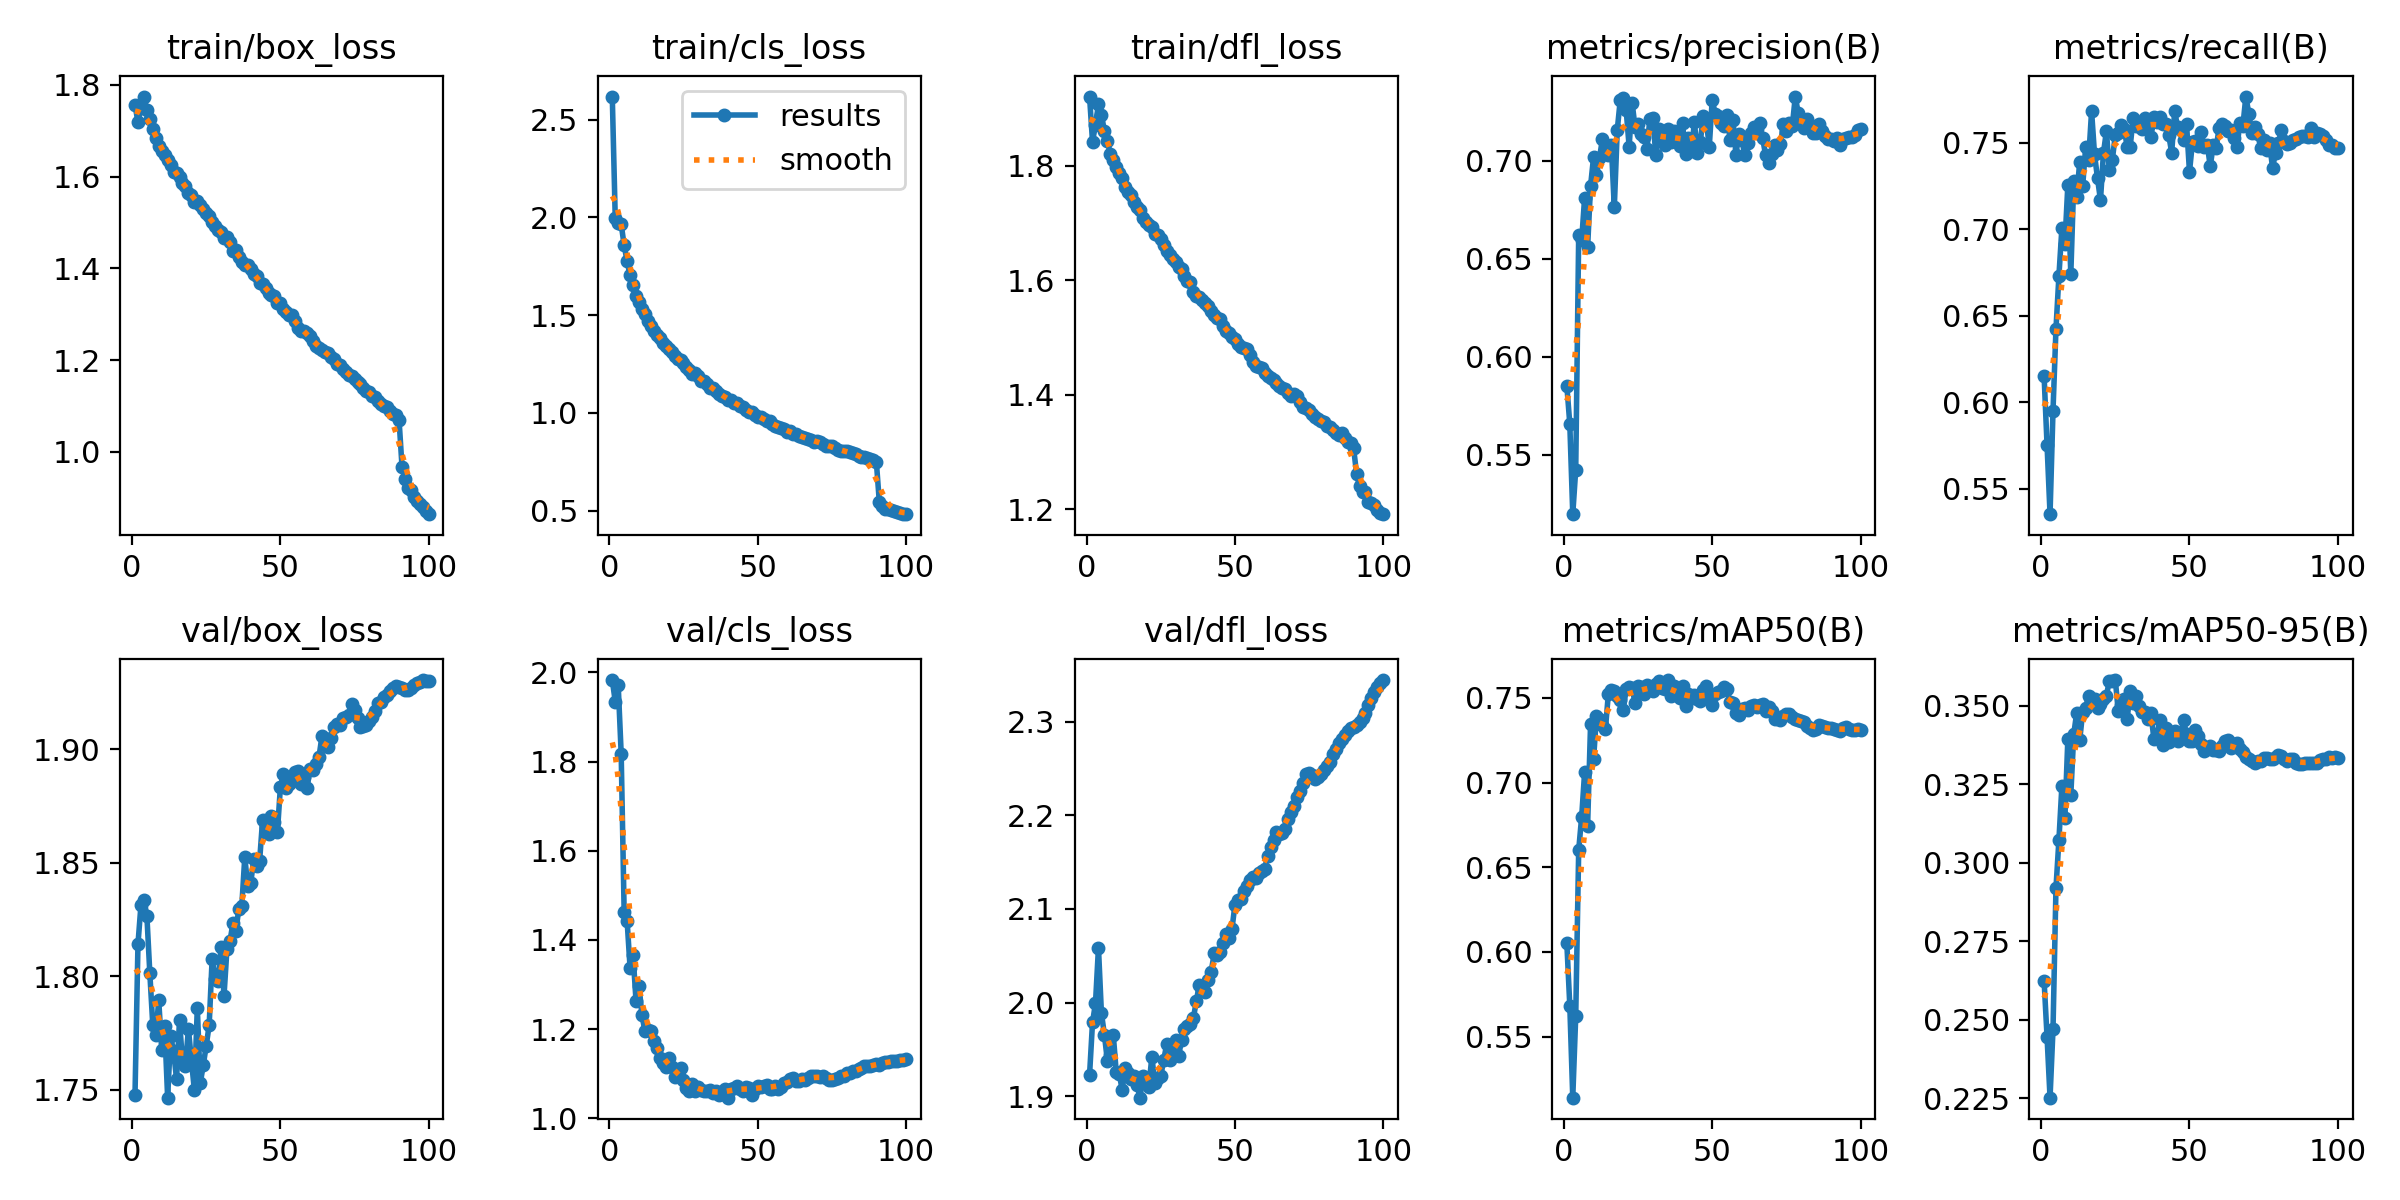 train/box_loss
1.8
1.6
1.4
1.2
1.0
0 50 100
train/cls_loss
results
smooth
2.5
2.0
1.5
1.0
0.5
0 50 100
train/dfl_loss
1.8
1.6
1.4
1.2
0 50 100
metrics/precision(B)
0.70
0.65
0.60
0.55
0 50 100
metrics/recall(B)
0.75
0.70
0.65
0.60
0.55
0 50 100
val/box_loss
1.90
1.85
1.80
1.75
0 50 100
val/cls_loss
2.0
1.8
1.6
1.4
1.2
1.0
0 50 100
val/dfl_loss
2.3
2.2
2.1
2.0
1.9
0 50 100
metrics/mAP50(B)
0.75
0.70
0.65
0.60
0.55
0 50 100
metrics/mAP50-95(B)
0.350
0.325
0.300
0.275
0.250
0.225
0 50 100